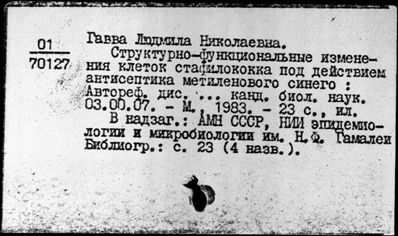 01
70127
Гавва Людмила Николаевна.
Структурно-функциональные измене-
ния клеток стафилококка под действием
антисептика метиленового синего :
Автореф. дис. ... канд. биол. наук.
03.00.07. - М., 1983. - 23 с., ил.
В надзаг.: АМН СССР, НИИ эпидемио-
логии и микробиологии им. Н.Ф. Гамалеи
Библиогр.: с. 23 (4 назв.).